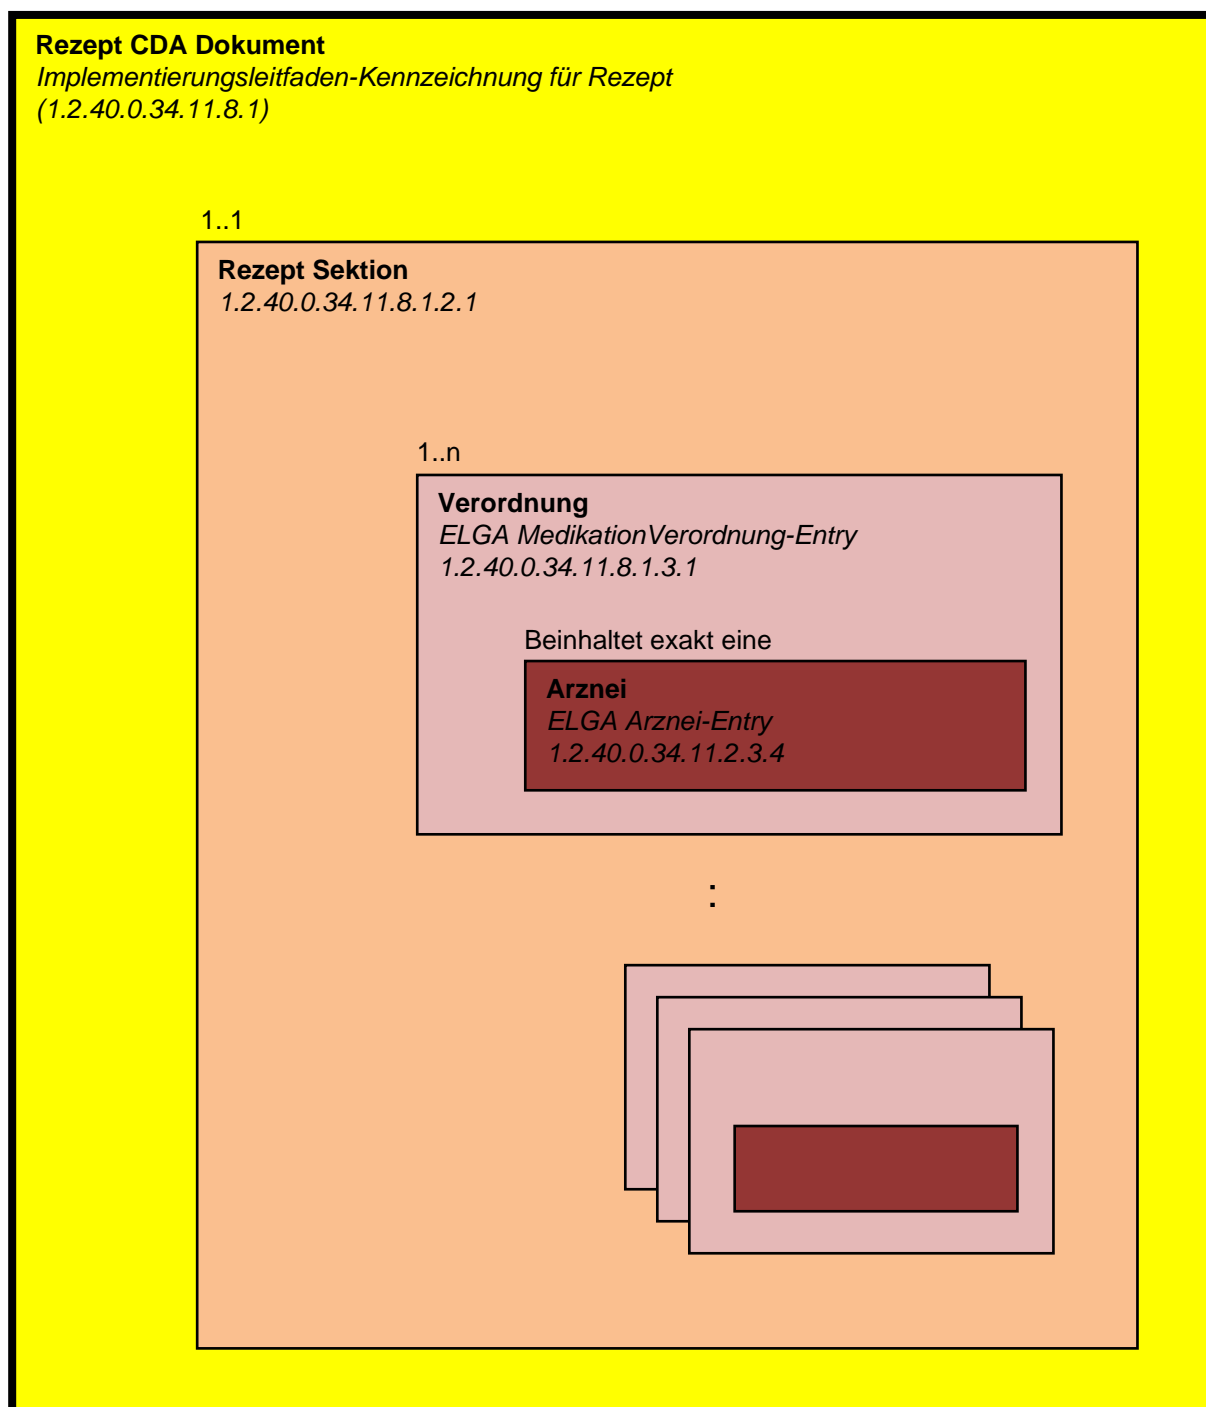 Rezept CDA Dokument
Implementierungsleitfaden-Kennzeichnung für Rezept
(1.2.40.0.34.11.8.1)
1..1
Rezept Sektion
1.2.40.0.34.11.8.1.2.1
1..n
Verordnung
ELGA MedikationVerordnung-Entry
1.2.40.0.34.11.8.1.3.1
Beinhaltet exakt eine
Arznei
ELGA Arznei-Entry
1.2.40.0.34.11.2.3.4
: